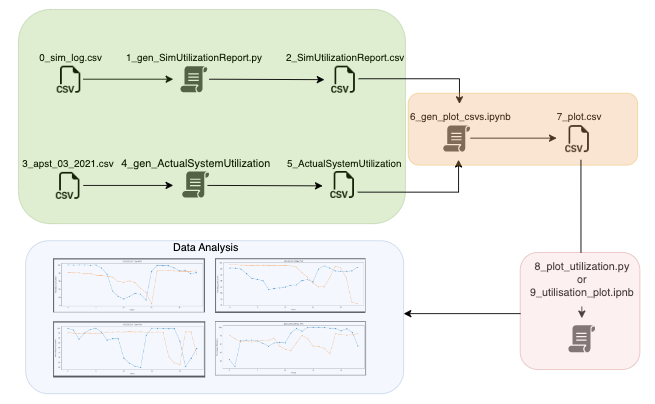 0_sim_log.csv
1_gen_SimUtilizationReport.py
2_SimUtilizationReport.csv
CSV
CSV
6_gen_plot_csvs.ipynb
7_plot.csv
CSV
3_apst_03_2021.csv
4_gen_ActualSystemUtilization
5_ActualSystemUtilization
CSV
CSV
Data Analysis
8_plot_utilization.py
or
9_utilisation_plot.ipnb